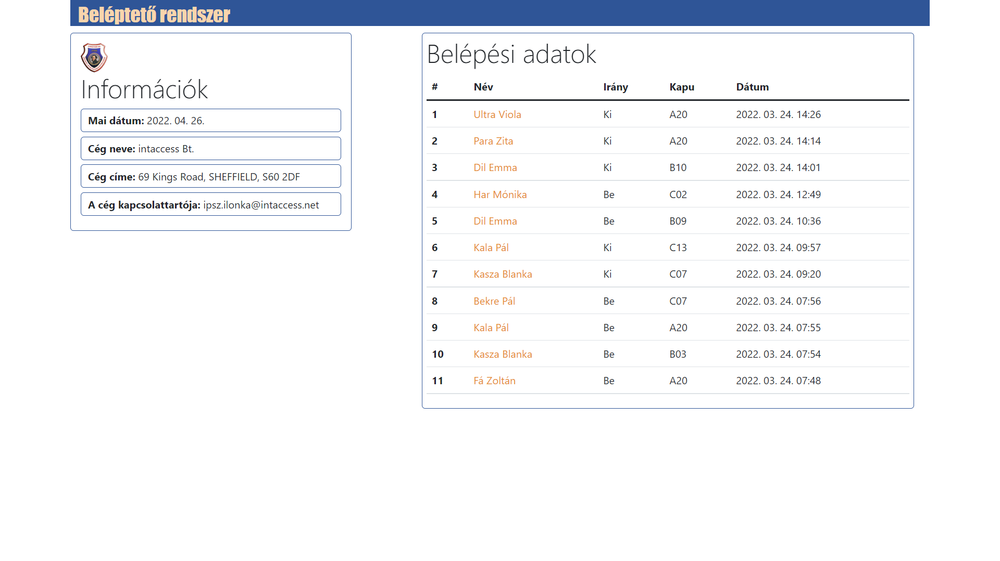 Beléptető rendszer
Információk
Mai dátum: 2022. 04. 26.
Cég neve: intaccess Bt.
Cég címe: 69 Kings Road, SHEFFIELD, S60 2DF
A cég kapcsolattartója: ipsz.ilonka@intaccess.net
Belépési adatok
# Név Irány Kapu Dátum
1 Ultra Viola Ki A20 2022. 03. 24. 14:26
2 Para Zita Ki A20 2022. 03. 24. 14:14
3 Dil Emma Ki B10 2022. 03. 24. 14:01
4 Har Mónika Be C02 2022. 03. 24. 12:49
5 Dil Emma Be B09 2022. 03. 24. 10:36
6 Kala Pál Ki C13 2022. 03. 24. 09:57
7 Kasza Blanka Ki C07 2022. 03. 24. 09:20
8 Bekre Pál Be C07 2022. 03. 24. 07:56
9 Kala Pál Be A20 2022. 03. 24. 07:55
10 Kasza Blanka Be B03 2022. 03. 24. 07:54
11 Fá Zoltán Be A20 2022. 03. 24. 07:48